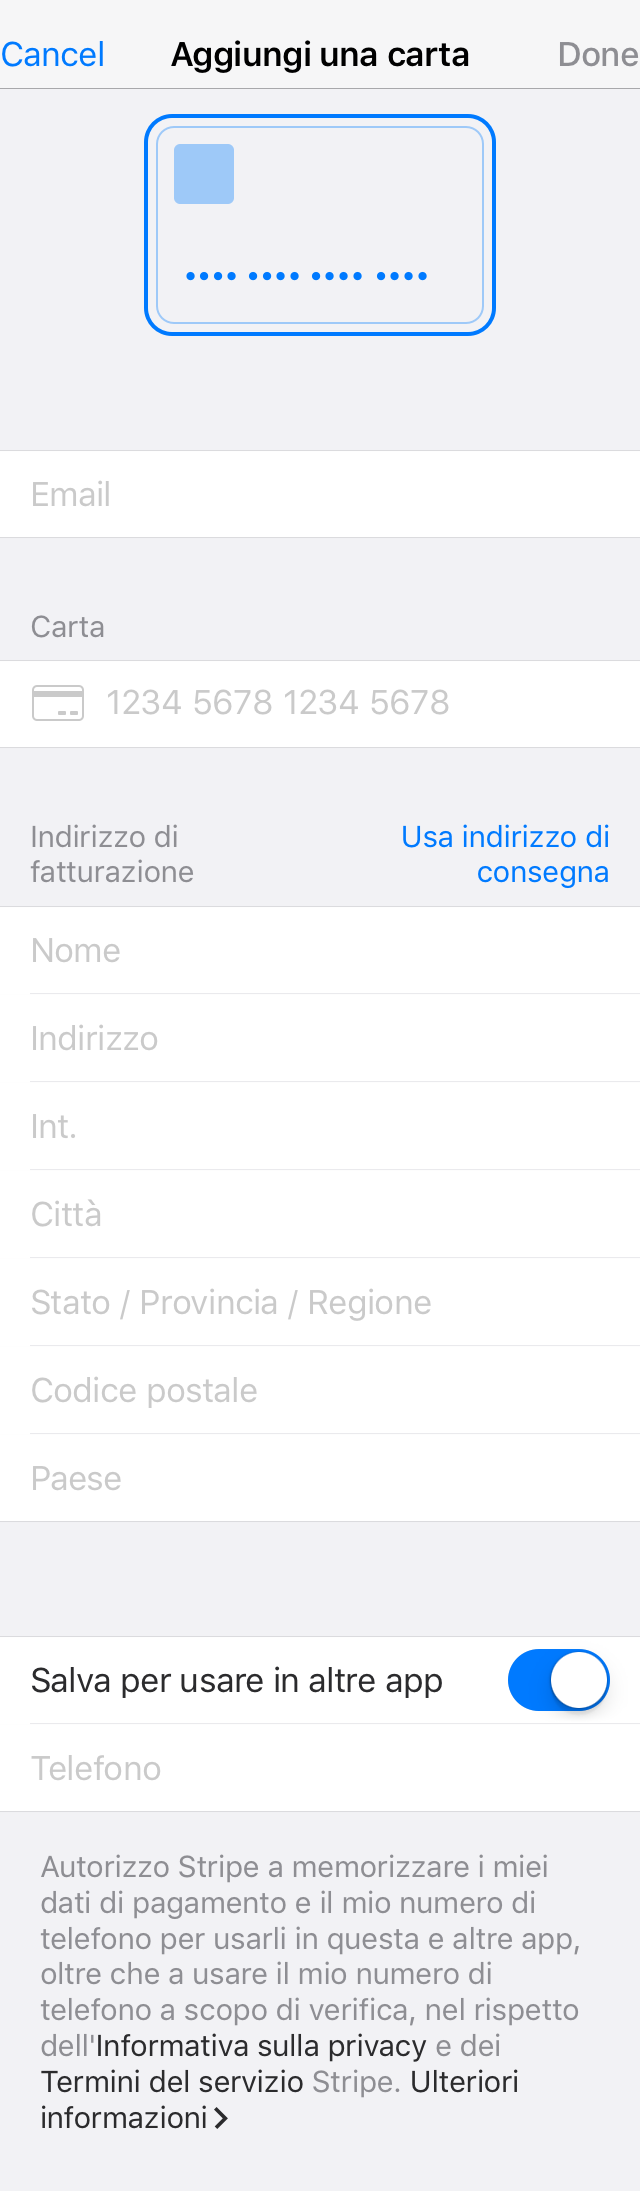 Cancel Aggiungi una carta Done
•••• •••• •••• ••••
Email
Carta
1234 5678 1234 5678
Indirizzo di
fatturazione
Usa indirizzo di
consegna
Nome
Indirizzo
Int.
Città
Stato / Provincia / Regione
Codice postale
Paese
Salva per usare in altre app
Telefono
Autorizzo Stripe a memorizzare i miei
dati di pagamento e il mio numero di
telefono per usarli in questa e altre app,
oltre che a usare il mio numero di
telefono a scopo di verifica, nel rispetto
dell'Informativa sulla privacy e dei
Termini del servizio Stripe. Ulteriori
informazioni